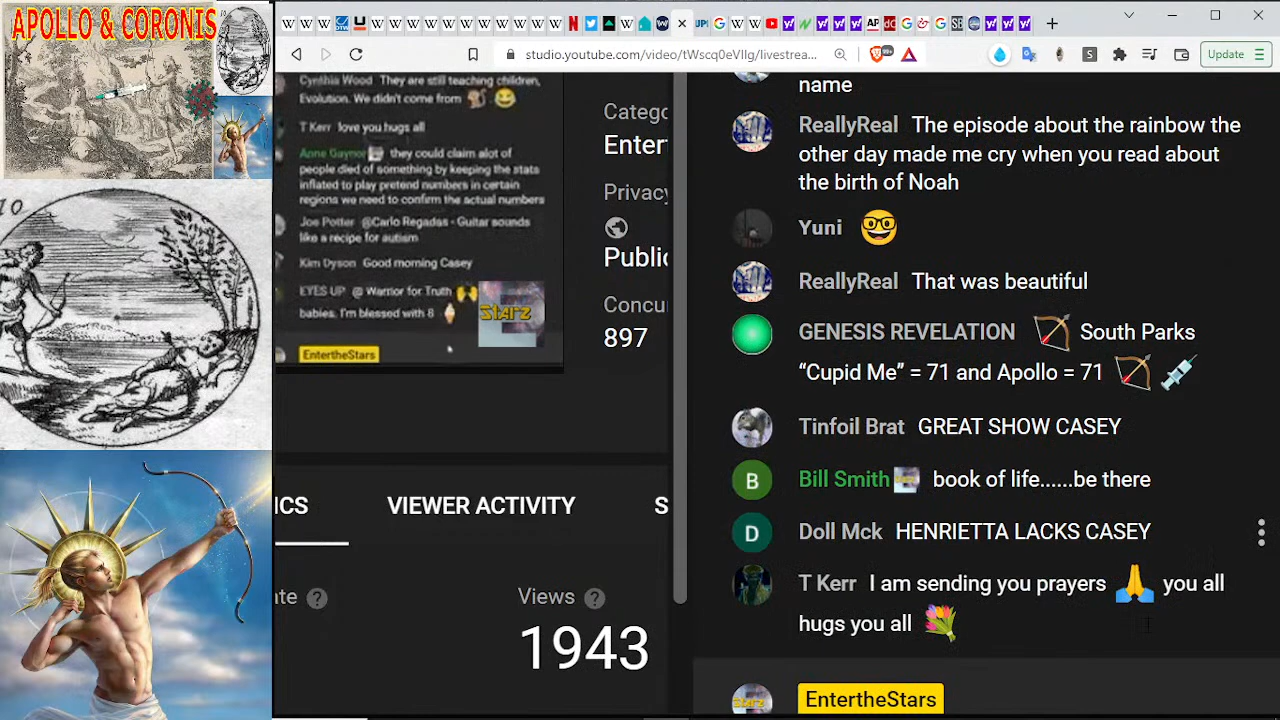 APOLLO & CORONIS
10
studio.youtube.com/video/tWscq0eVIlg/livestrea...
Update
Cynthia Wood They are still teaching children,
Evolution. We didn't come from
T Kerr love you hugs all
Anne Gaynor they could claim alot of
people died of something by keeping the stats
inflated to play pretend numbers in certain
regions we need to confirm the actual numbers
Joe Potter @Carlo Regadas - Guitar sounds
like a recipe for autism
Kim Dyson Good morning Casey
EYES UP @ Warrior for Truth
babies. I'm blessed with 8
starz
EntertheStars
Catego
Enter
Privacy
Public
Concur
897
ICS
VIEWER ACTIVITY
S
ate ?
Views ?
1943
name
ReallyReal The episode about the rainbow the
other day made me cry when you read about
the birth of Noah
Yuni
ReallyReal That was beautiful
GENESIS REVELATION South Parks
“Cupid Me” = 71 and Apollo = 71
Tinfoil Brat GREAT SHOW CASEY
B
Bill Smith book of life......be there
D
Doll Mck HENRIETTA LACKS CASEY
T Kerr I am sending you prayers you all
hugs you all
EntertheStars